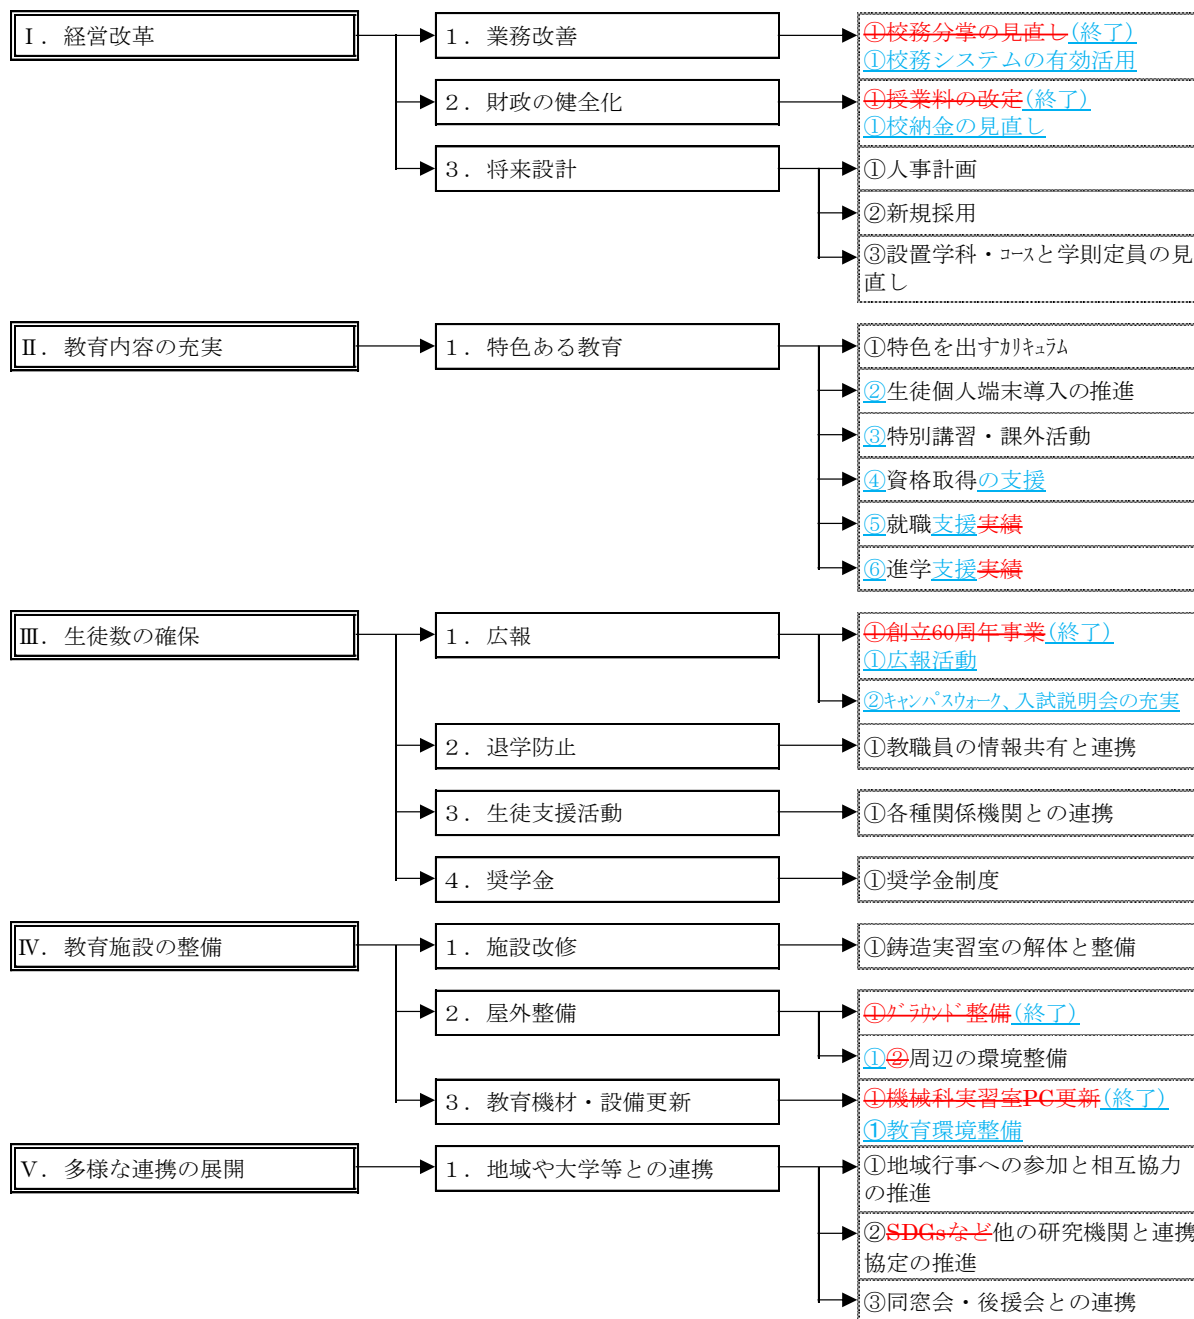 Ⅰ．経営改革
１．業務改善
①校務分掌の見直し(終了)
①校務システムの有効活用
２．財政の健全化
①授業料の改定(終了)
①校納金の見直し
３．将来設計
①人事計画
②新規採用
③設置学科・ｺｰｽと学則定員の見
直し
Ⅱ．教育内容の充実
１．特色ある教育
①特色を出すｶﾘｷｭﾗﾑ
②生徒個人端末導入の推進
③特別講習・課外活動
④資格取得の支援
⑤就職支援実績
⑥進学支援実績
Ⅲ．生徒数の確保
１．広報
①創立60周年事業(終了)
①広報活動
②ｷｬﾝﾊﾟｽｳｫｰｸ、入試説明会の充実
２．退学防止
①教職員の情報共有と連携
３．生徒支援活動
①各種関係機関との連携
４．奨学金
①奨学金制度
Ⅳ．教育施設の整備
１．施設改修
①鋳造実習室の解体と整備
２．屋外整備
①ｸﾞﾗｳﾝﾄﾞ整備(終了)
①②周辺の環境整備
３．教育機材・設備更新
①機械科実習室PC更新(終了)
①教育環境整備
Ⅴ．多様な連携の展開
１．地域や大学等との連携
①地域行事への参加と相互協力
の推進
②SDGsなど他の研究機関と連携
協定の推進
③同窓会・後援会との連携